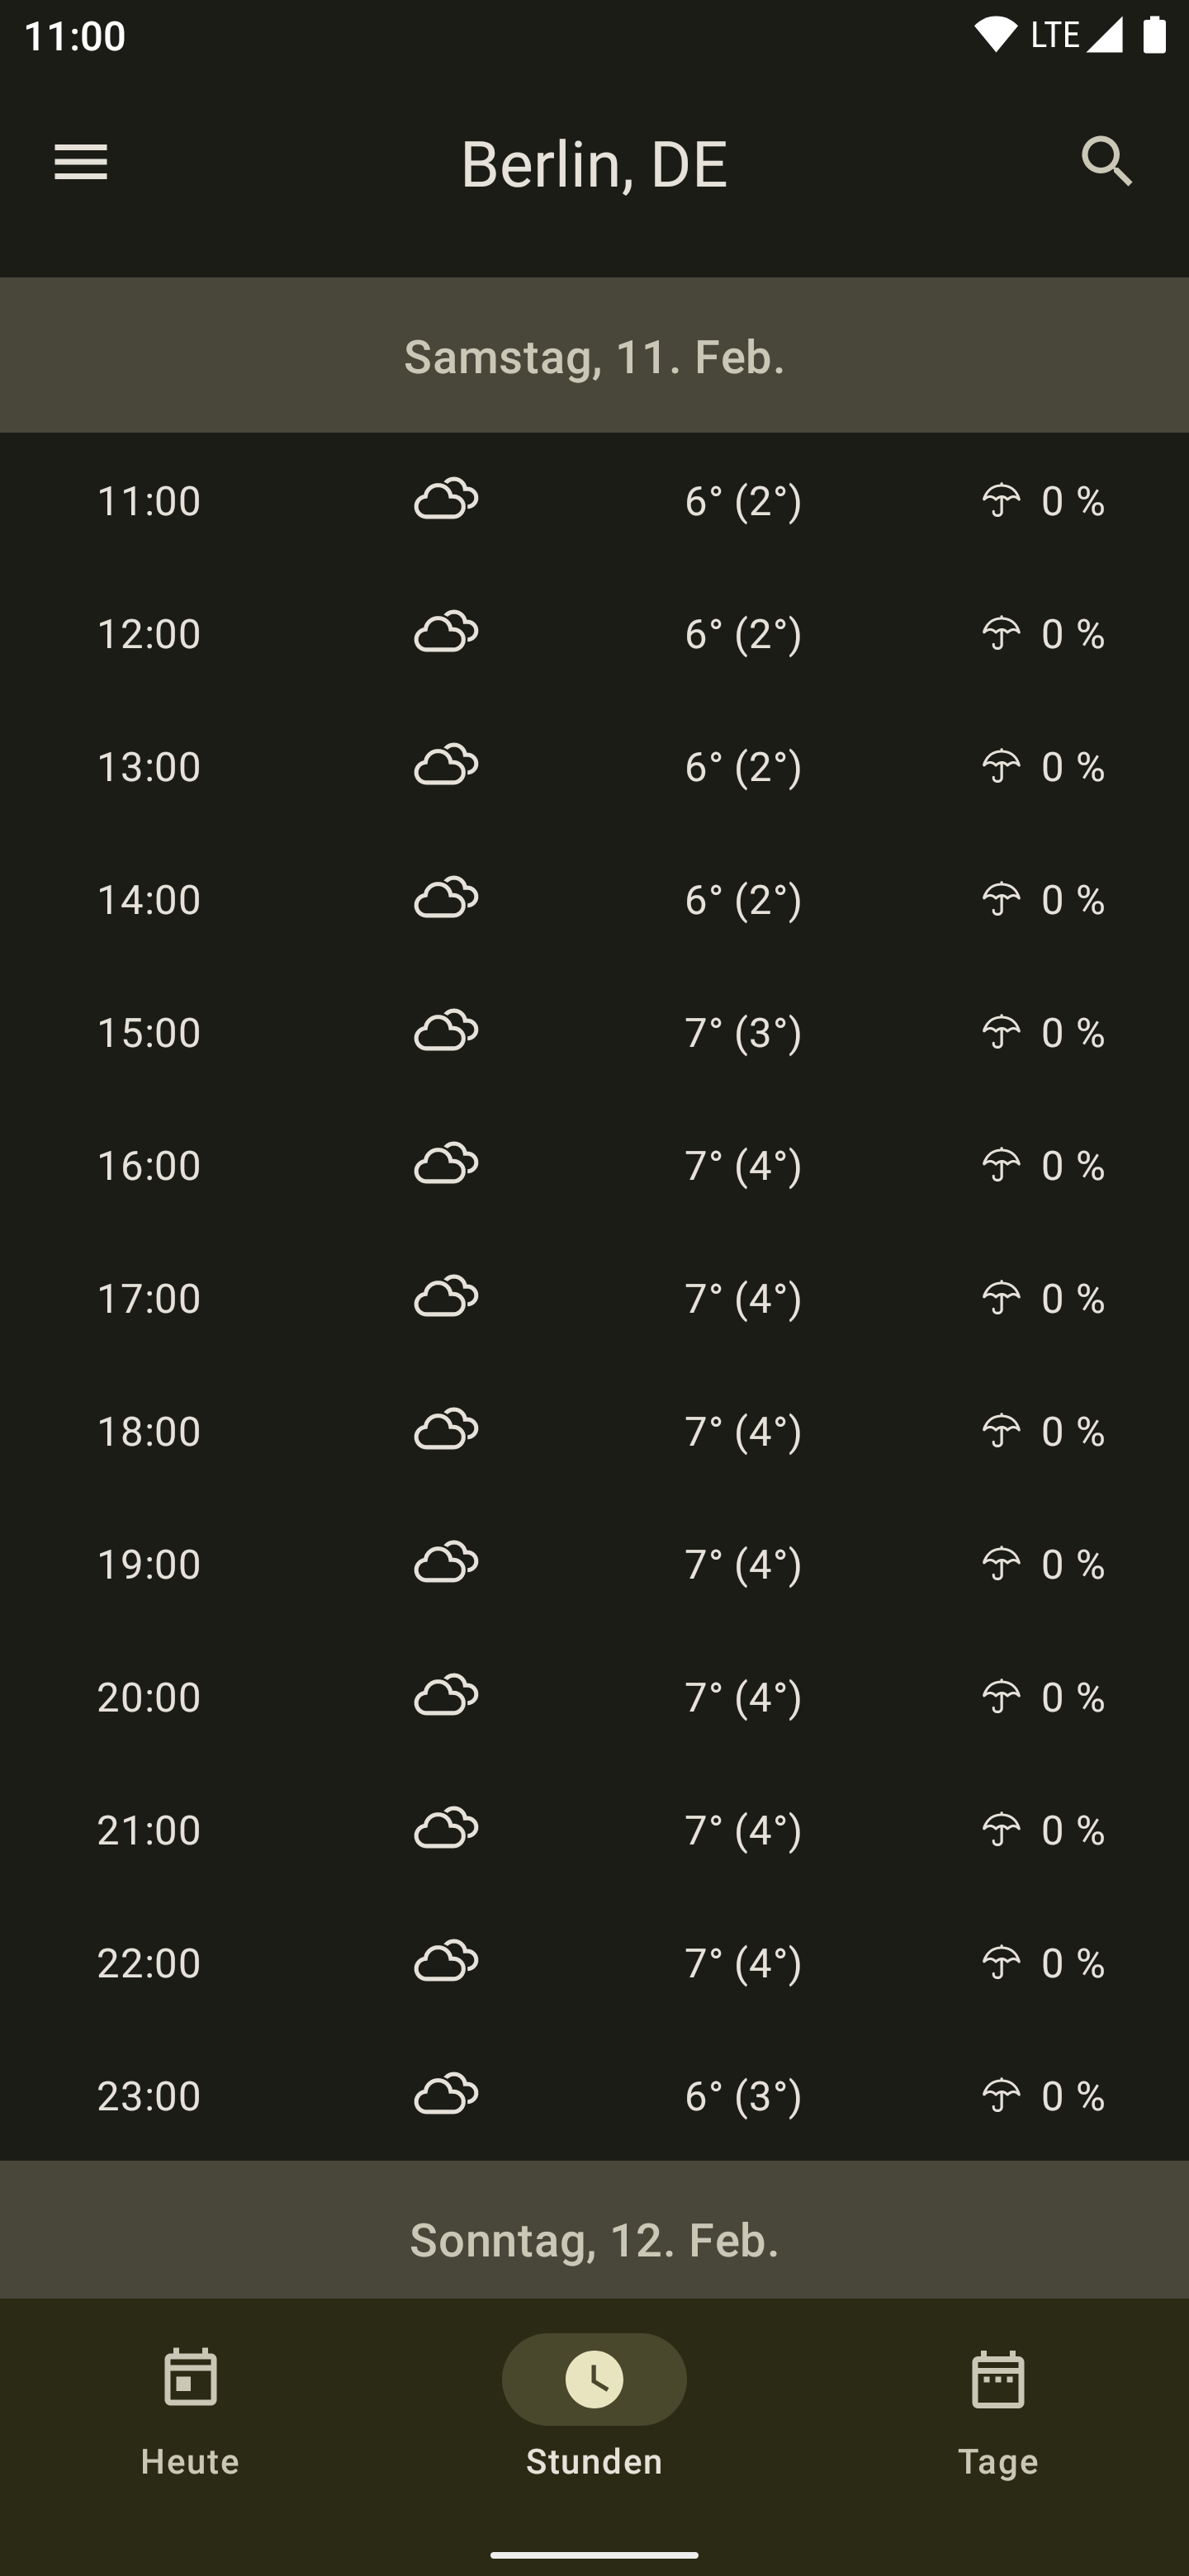 11:00 LTE
Berlin, DE
Samstag, 11. Feb.
11:00 6° (2°) 0 %
12:00 6° (2°) 0 %
13:00 6° (2°) 0 %
14:00 6° (2°) 0 %
15:00 7° (3°) 0 %
16:00 7° (4°) 0 %
17:00 7° (4°) 0 %
18:00 7° (4°) 0 %
19:00 7° (4°) 0 %
20:00 7° (4°) 0 %
21:00 7° (4°) 0 %
22:00 7° (4°) 0 %
23:00 6° (3°) 0 %
Sonntag, 12. Feb.
Heute Stunden Tage